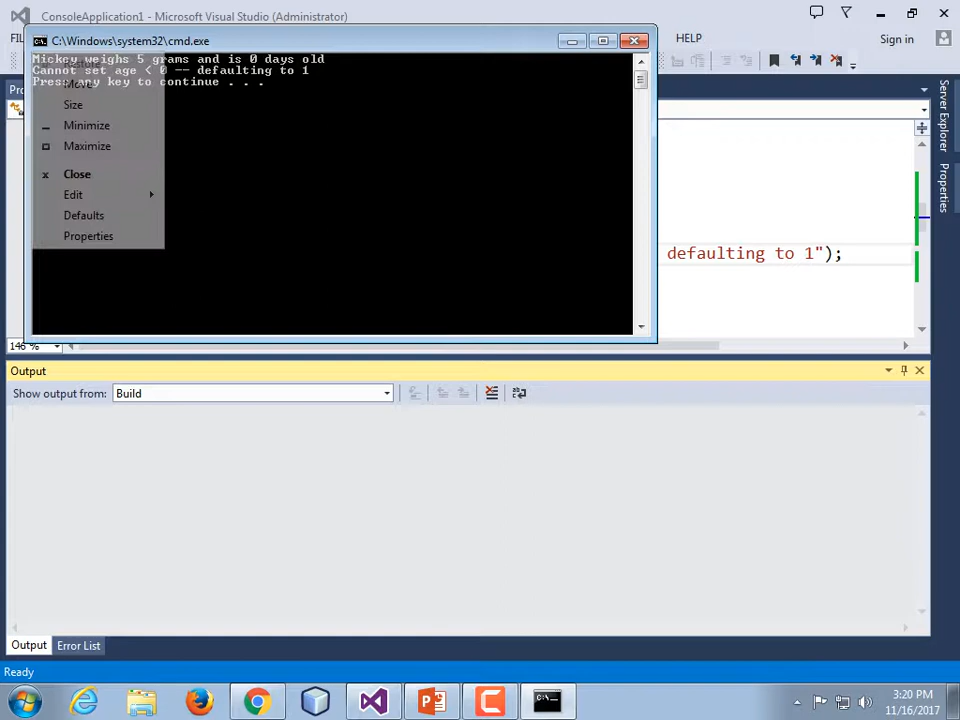 ConsoleApplication1 - Microsoft Visual Studio (Administrator)
C:\Windows\system32\cmd.exe
HELP
Sign in
Mickey weighs 5 grams and is 0 days old
Cannot set age < 0 -- defaulting to 1
Press any key to continue . . .
Restore
Move
Size
Minimize
Maximize
Close
Edit
Defaults
Properties
defaulting to 1");
Server Explorer
Properties
146 %
Output
Show output from:
Build
Output
Error List
Ready
3:20 PM
11/16/2017